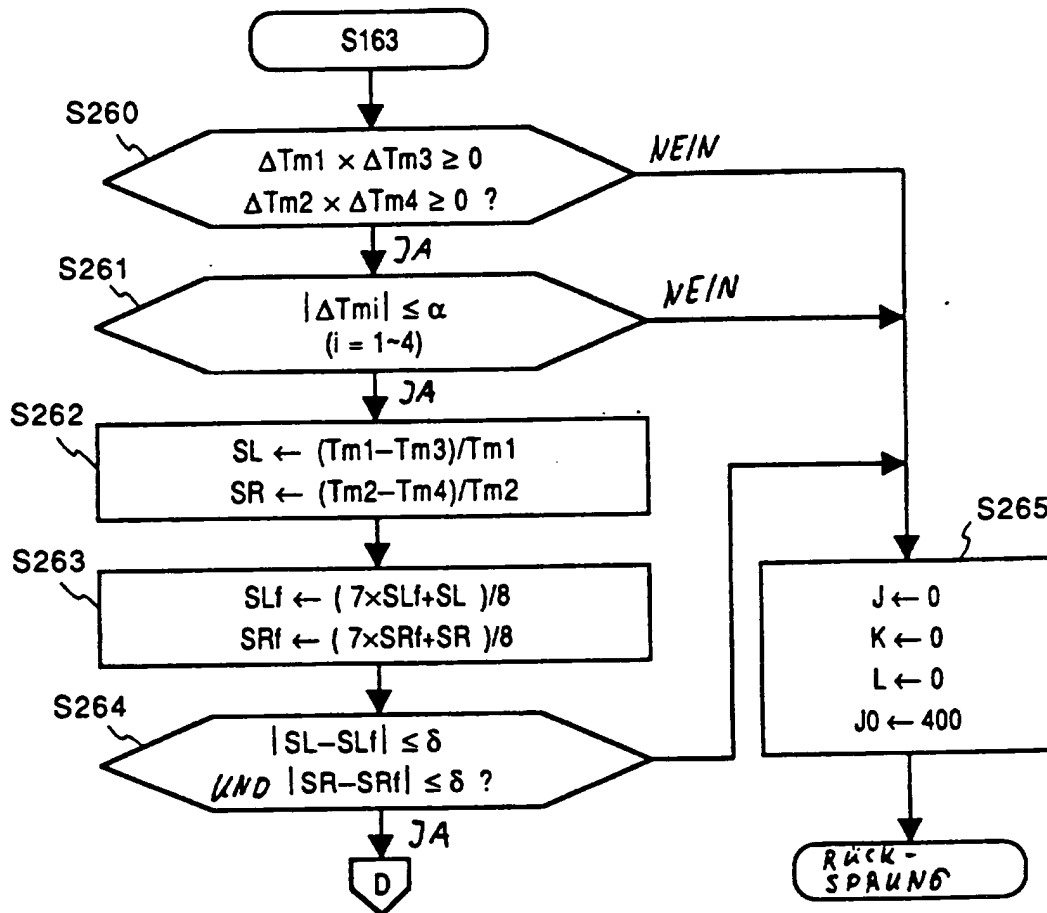 S163
S260
ΔTm1 × ΔTm3 ≥ 0
ΔTm2 × ΔTm4 ≥ 0 ?
NEIN
JA
S261
|ΔTmi| ≤ α
(i = 1~4)
NEIN
JA
S262
SL ← (Tm1−Tm3)/Tm1
SR ← (Tm2−Tm4)/Tm2
S263
SLf ← ( 7×SLf+SL )/8
SRf ← ( 7×SRf+SR )/8
S264
|SL−SLf| ≤ δ
UND |SR−SRf| ≤ δ ?
JA
D
S265
J ← 0
K ← 0
L ← 0
J0 ← 400
RÜCK-
SPRUNG